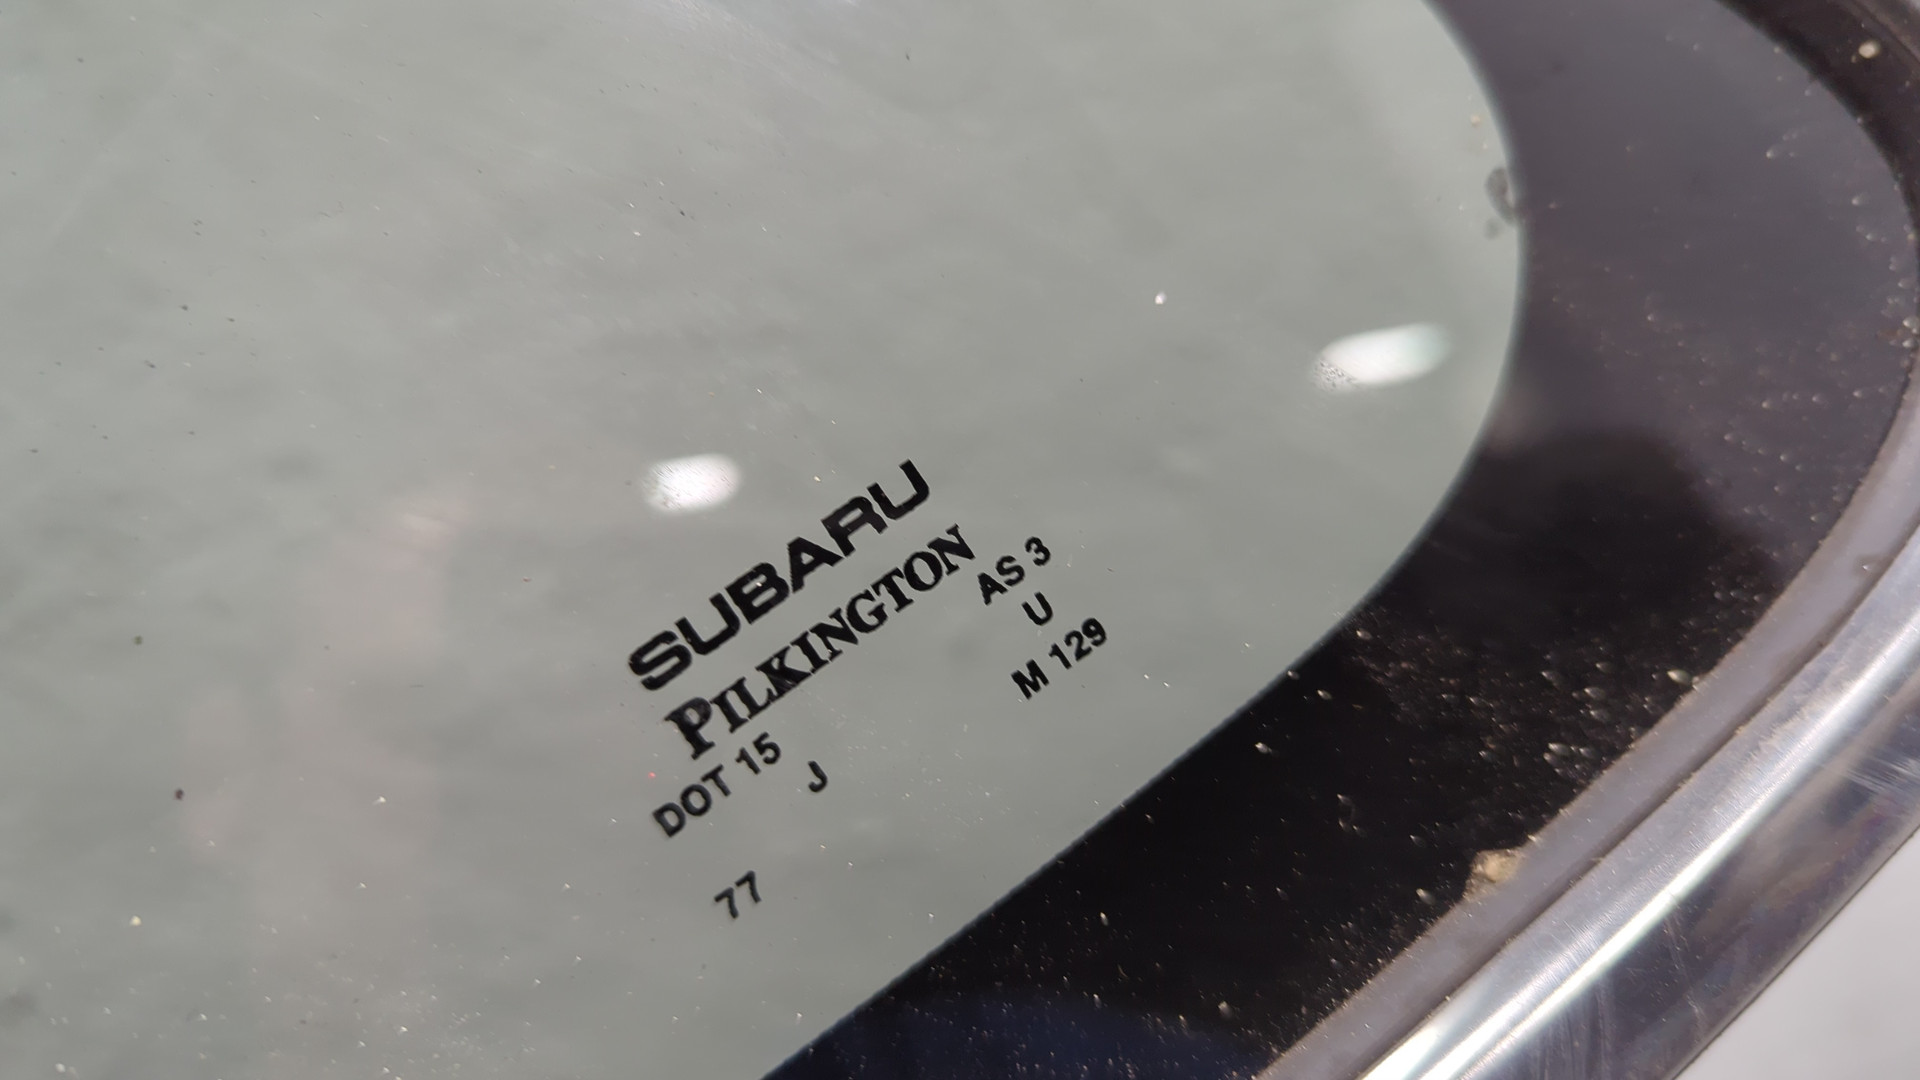 SUBARU
PILKINGTON
DOT 15 AS 3
J U
77 M 129